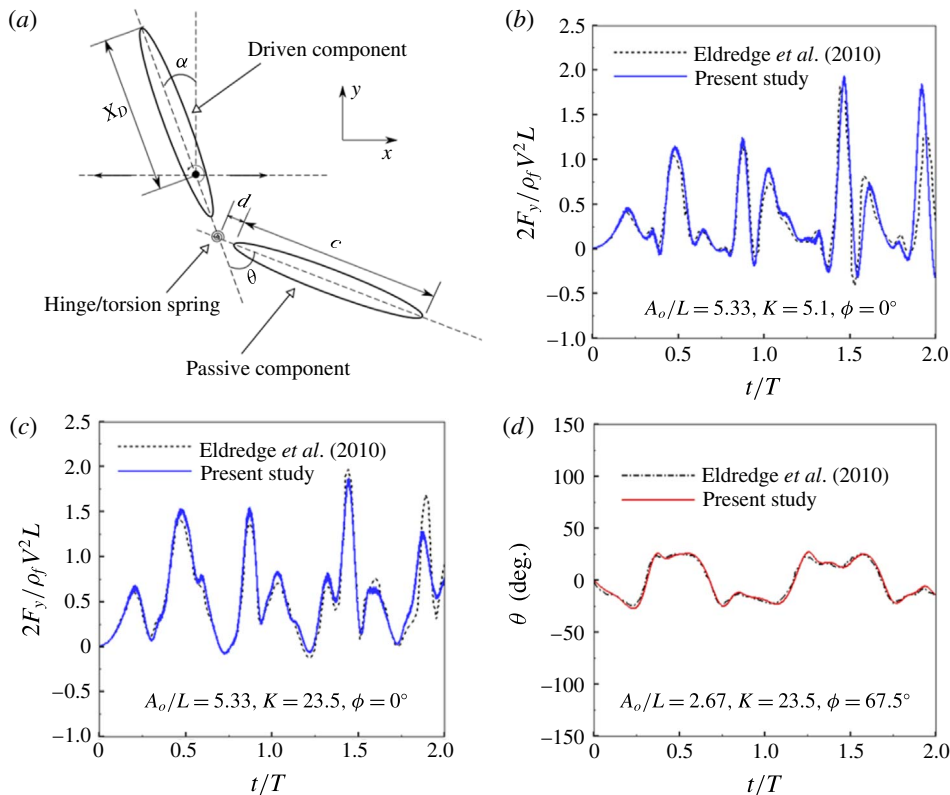 (a)
Driven component
α
X_D
y
x
d
c
θ
Hinge/torsion spring
Passive component
(b)
2.5
2.0
1.5
1.0
0.5
0
−0.5
−1.0
2F_y/ρ_f V²L
Eldredge et al. (2010)
Present study
A_o/L = 5.33, K = 5.1, ϕ = 0°
0 0.5 1.0 1.5 2.0
t/T
(c)
2.5
2.0
1.5
1.0
0.5
0
−0.5
−1.0
2F_y/ρ_f V²L
Eldredge et al. (2010)
Present study
A_o/L = 5.33, K = 23.5, ϕ = 0°
0 0.5 1.0 1.5 2.0
t/T
(d)
150
100
50
0
−50
−100
−150
θ (deg.)
Eldredge et al. (2010)
Present study
A_o/L = 2.67, K = 23.5, ϕ = 67.5°
0 0.5 1.0 1.5 2.0
t/T